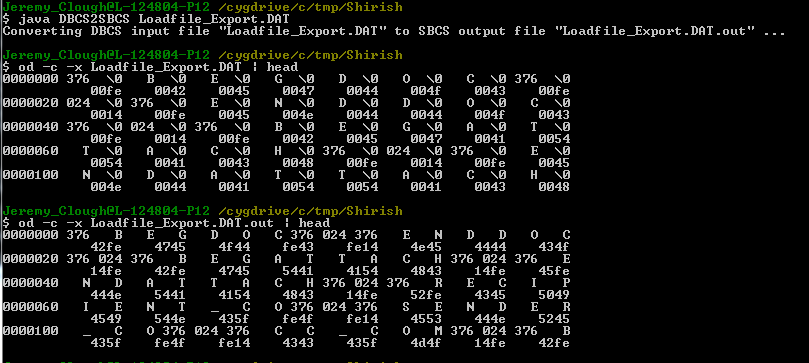 Jeremy_Clough@L-124804-P12 /cygdrive/c/tmp/Shirish
$ java DBCS2SBCS Loadfile_Export.DAT
Converting DBCS input file "Loadfile_Export.DAT" to SBCS output file "Loadfile_Export.DAT.out" ...

Jeremy_Clough@L-124804-P12 /cygdrive/c/tmp/Shirish
$ od -c -x Loadfile_Export.DAT | head
0000000 376 \0 B \0 E \0 G \0 D \0 O \0 C \0 376 \0
00fe 0042 0045 0047 0044 004f 0043 00fe
0000020 024 \0 376 \0 E \0 N \0 D \0 D \0 O \0 C \0
0014 00fe 0045 004e 0044 0044 004f 0043
0000040 376 \0 024 \0 376 \0 B \0 E \0 G \0 A \0 T \0
00fe 0014 00fe 0042 0045 0047 0041 0054
0000060 T \0 A \0 C \0 H \0 376 \0 024 \0 376 \0 E \0
0054 0041 0043 0048 00fe 0014 00fe 0045
0000100 N \0 D \0 A \0 T \0 T \0 A \0 C \0 H \0
004e 0044 0041 0054 0054 0041 0043 0048

Jeremy_Clough@L-124804-P12 /cygdrive/c/tmp/Shirish
$ od -c -x Loadfile_Export.DAT.out | head
0000000 376 B E G D O C 376 024 376 E N D D O C
42fe 4745 4f44 fe43 fe14 4e45 4444 434f
0000020 376 024 376 B E G A T T A C H 376 024 376 E
14fe 42fe 4745 5441 4154 4843 14fe 45fe
0000040 N D A T T A C H 376 024 376 R E C I P
444e 5441 4154 4843 14fe 52fe 4345 5049
0000060 I E N T _ C O 376 024 376 S E N D E R
4549 544e 435f fe4f fe14 4553 444e 5245
0000100 _ C O 376 024 376 C C _ C O M 376 024 376 B
435f fe4f fe14 4343 435f 4d4f 14fe 42fe